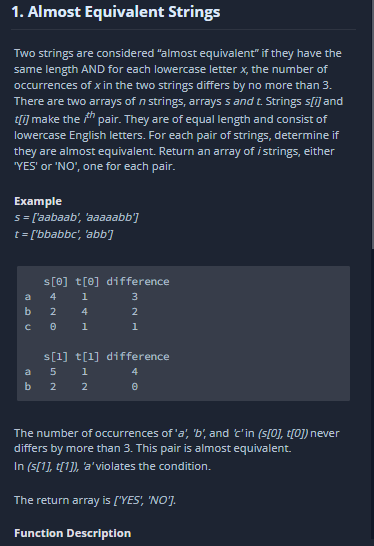 1. Almost Equivalent Strings
Two strings are considered “almost equivalent” if they have the
same length AND for each lowercase letter x, the number of
occurrences of x in the two strings differs by no more than 3.
There are two arrays of n strings, arrays s and t. Strings s[i] and
t[i] make the ith pair. They are of equal length and consist of
lowercase English letters. For each pair of strings, determine if
they are almost equivalent. Return an array of i strings, either
'YES' or 'NO', one for each pair.
Example
s = ['aabaab', 'aaaaabb']
t = ['bbabbc', 'abb']
s[0] t[0] difference
a 4 1 3
b 2 4 2
c 0 1 1
s[1] t[1] difference
a 5 1 4
b 2 2 0
The number of occurrences of 'a', 'b', and 'c' in (s[0], t[0]) never
differs by more than 3. This pair is almost equivalent.
In (s[1], t[1]), 'a' violates the condition.
The return array is ['YES', 'NO'].
Function Description